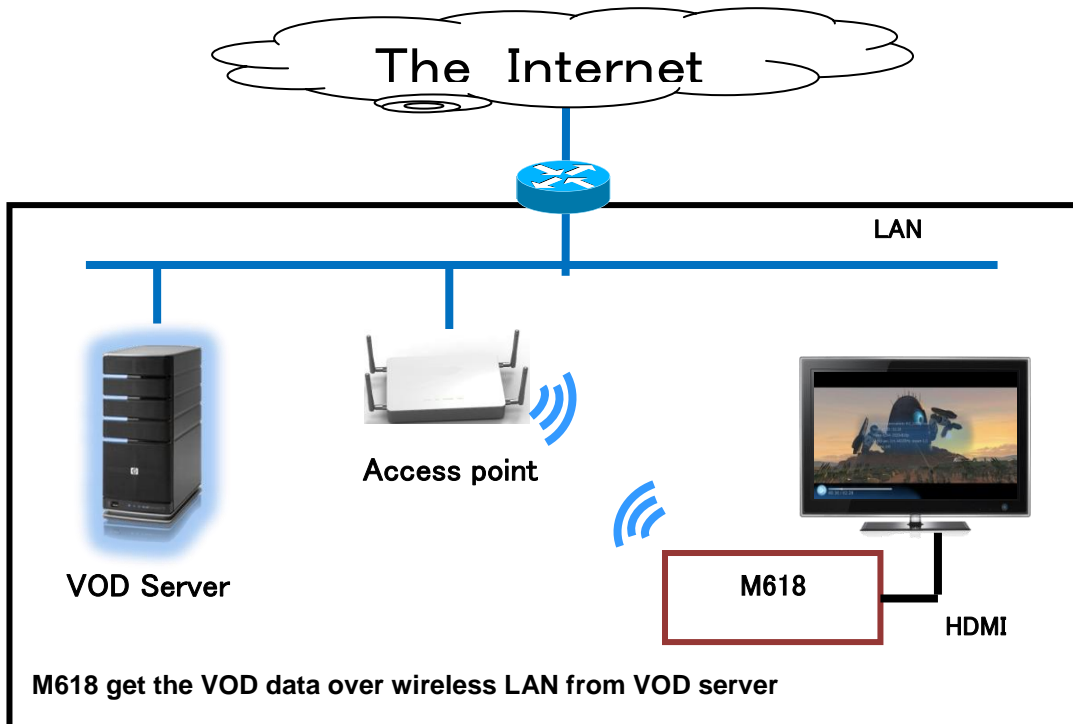 The Internet
LAN
Access point
VOD Server
M618
HDMI
M618 get the VOD data over wireless LAN from VOD server